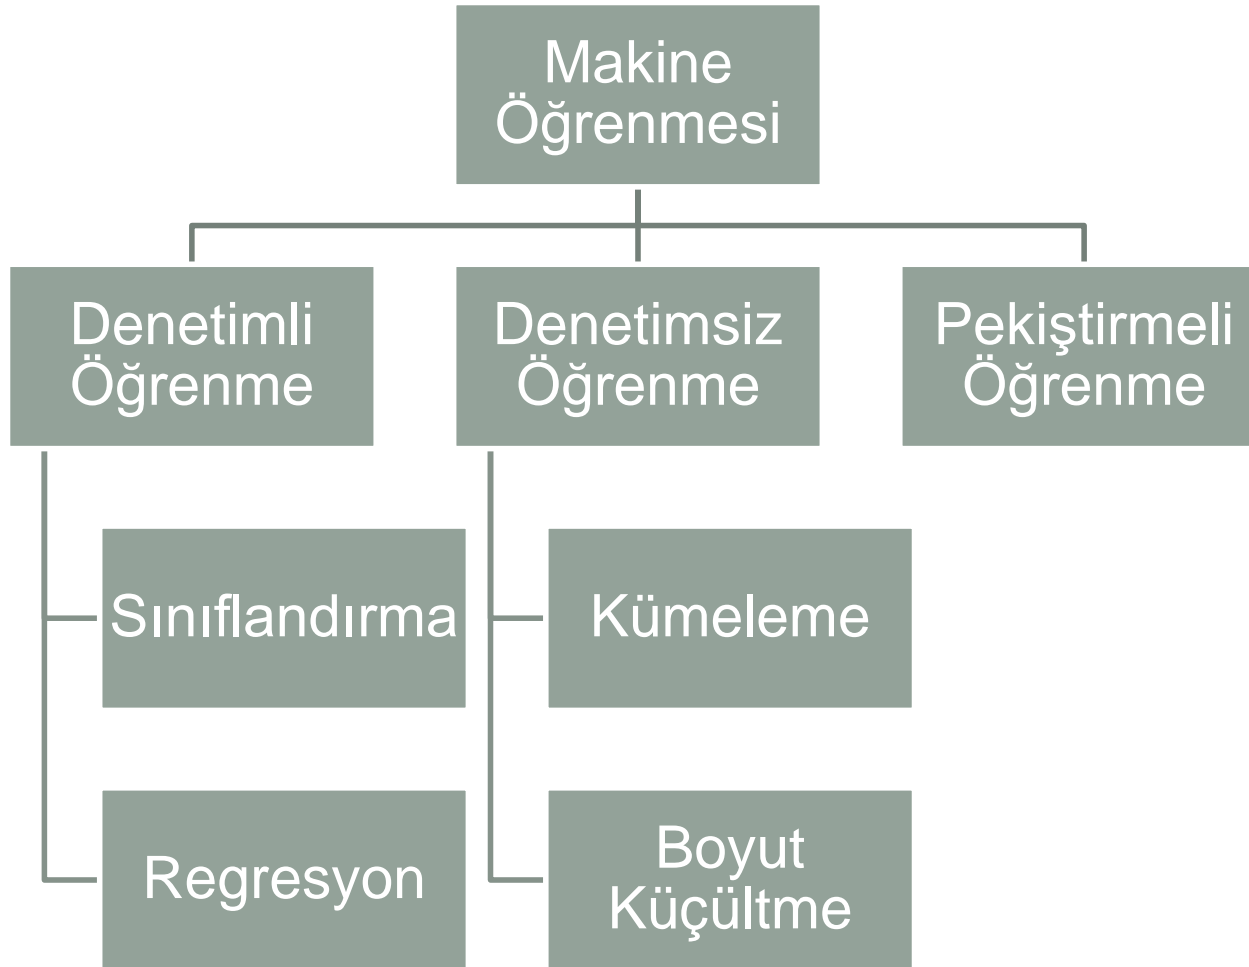 Makine
Öğrenmesi
Denetimli
Öğrenme
Denetimsiz
Öğrenme
Pekiştirmeli
Öğrenme
Sınıflandırma
Kümeleme
Regresyon
Boyut
Küçültme